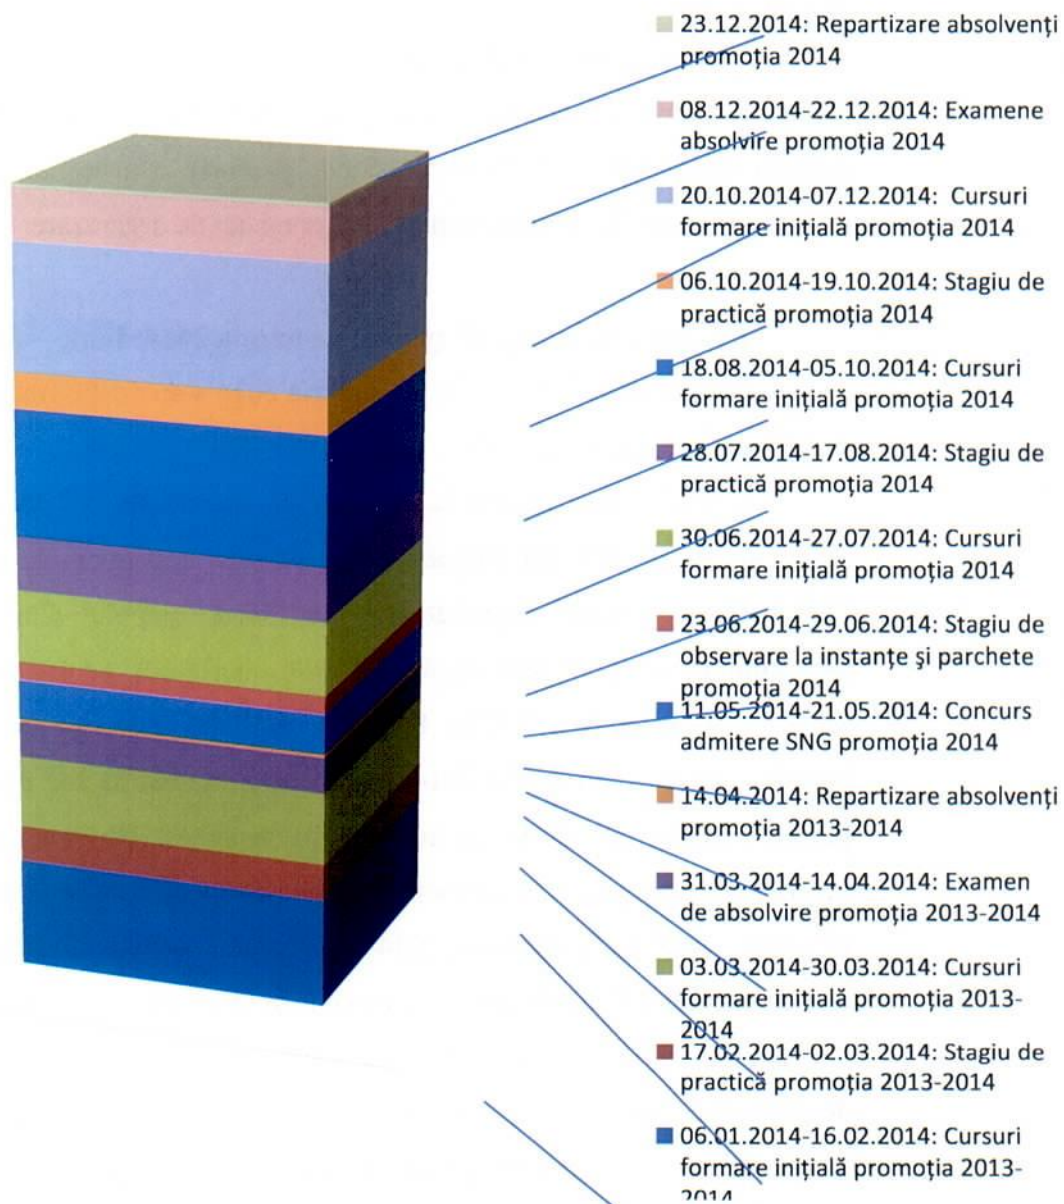 23.12.2014: Repartizare absolvenți
promoția 2014
08.12.2014-22.12.2014: Examene
absolvire promoția 2014
20.10.2014-07.12.2014: Cursuri
formare inițială promoția 2014
06.10.2014-19.10.2014: Stagiu de
practică promoția 2014
18.08.2014-05.10.2014: Cursuri
formare inițială promoția 2014
28.07.2014-17.08.2014: Stagiu de
practică promoția 2014
30.06.2014-27.07.2014: Cursuri
formare inițială promoția 2014
23.06.2014-29.06.2014: Stagiu de
observare la instanțe şi parchete
promoția 2014
11.05.2014-21.05.2014: Concurs
admitere SNG promoția 2014
14.04.2014: Repartizare absolvenți
promoția 2013-2014
31.03.2014-14.04.2014: Examen
de absolvire promoția 2013-2014
03.03.2014-30.03.2014: Cursuri
formare inițială promoția 2013-
2014
17.02.2014-02.03.2014: Stagiu de
practică promoția 2013-2014
06.01.2014-16.02.2014: Cursuri
formare inițială promoția 2013-
2014